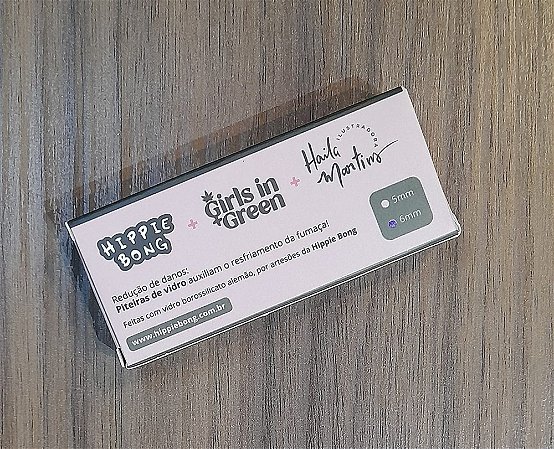 HIPPIE
BONG
+
Girls in
Green
+
Haila
Martins
ILUSTRADORA
5mm
6mm
Redução de danos:
Piteiras de vidro auxiliam o resfriamento da fumaça!
Feitas com vidro borossilicato alemão, por artesões da Hippie Bong
www.hippiebong.com.br